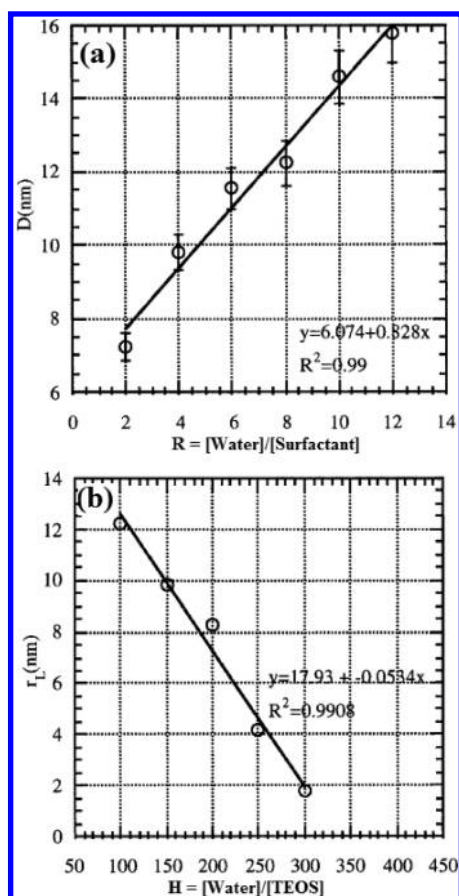 16
(a)
14
12
D(nm)
10
8
y=6.074+0.828x
R²=0.99
6
0 2 4 6 8 10 12 14
R = [Water]/[Surfactant]
14
(b)
12
10
8
r_L(nm)
6
y=17.93 + -0.0534x
R²=0.9908
4
2
0
50 100 150 200 250 300 350 400 450
H = [Water]/[TEOS]